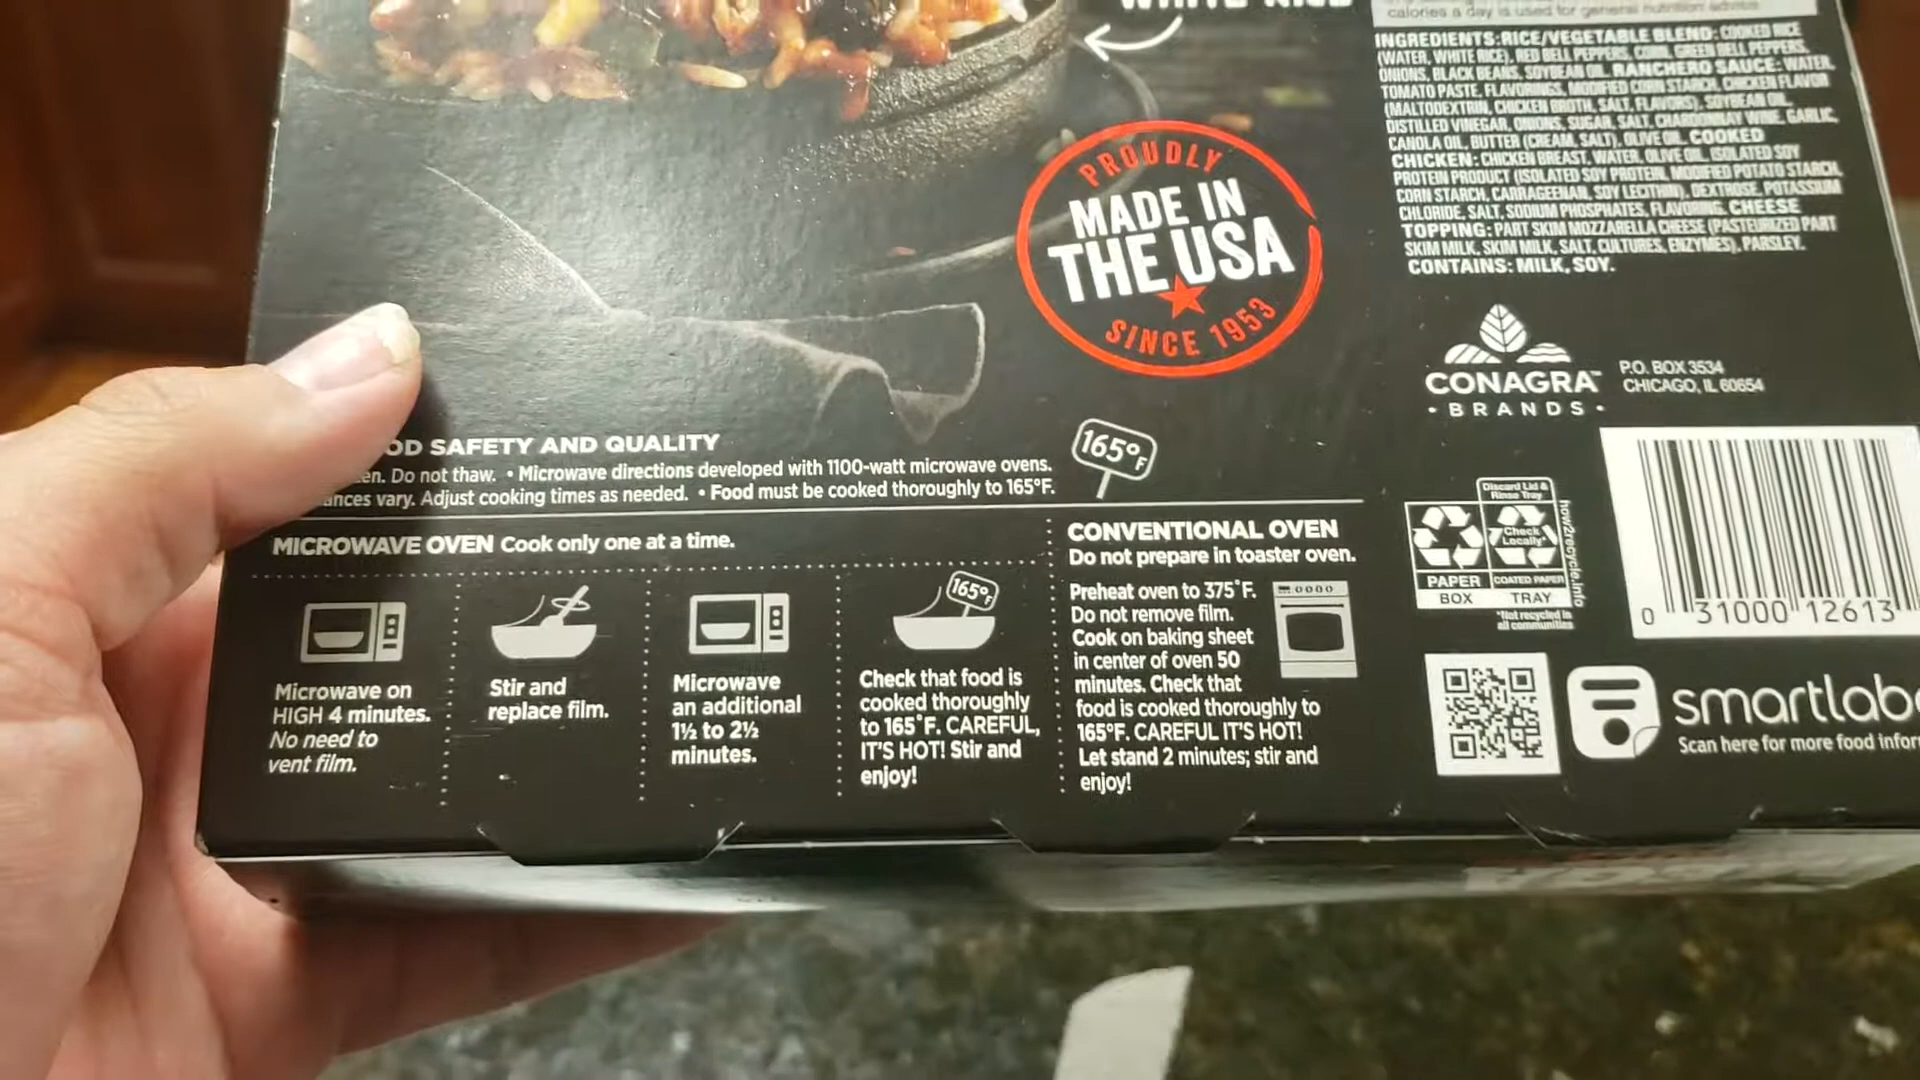 WHITE RICE
calories a day is used for general nutrition advice.
INGREDIENTS: RICE/VEGETABLE BLEND: COOKED RICE
(WATER, WHITE RICE), RED BELL PEPPERS, CORN, GREEN BELL PEPPERS,
ONIONS, BLACK BEANS, SOYBEAN OIL. RANCHERO SAUCE: WATER,
TOMATO PASTE, FLAVORINGS, MODIFIED CORN STARCH, CHICKEN FLAVOR
(MALTODEXTRIN, CHICKEN BROTH, SALT, FLAVORS), SOYBEAN OIL,
DISTILLED VINEGAR, ONIONS, SUGAR, SALT, CHARDONNAY WINE, GARLIC,
CANOLA OIL, BUTTER (CREAM, SALT), OLIVE OIL. COOKED
CHICKEN: CHICKEN BREAST, WATER, OLIVE OIL, ISOLATED SOY
PROTEIN PRODUCT (ISOLATED SOY PROTEIN, MODIFIED POTATO STARCH,
CORN STARCH, CARRAGEENAN, SOY LECITHIN), DEXTROSE, POTASSIUM
CHLORIDE, SALT, SODIUM PHOSPHATES, FLAVORING. CHEESE
TOPPING: PART SKIM MOZZARELLA CHEESE (PASTEURIZED PART
SKIM MILK, SKIM MILK, SALT, CULTURES, ENZYMES), PARSLEY.
CONTAINS: MILK, SOY.
PROUDLY
MADE IN
THE USA
SINCE 1953
CONAGRA™
• BRANDS •
P.O. BOX 3534
CHICAGO, IL 60654
OD SAFETY AND QUALITY
en. Do not thaw. • Microwave directions developed with 1100-watt microwave ovens.
ances vary. Adjust cooking times as needed. • Food must be cooked thoroughly to 165°F.
165°F
MICROWAVE OVEN Cook only one at a time.
Microwave on
HIGH 4 minutes.
No need to
vent film.
Stir and
replace film.
Microwave
an additional
1½ to 2½
minutes.
165°F
Check that food is
cooked thoroughly
to 165°F. CAREFUL,
IT'S HOT! Stir and
enjoy!
CONVENTIONAL OVEN
Do not prepare in toaster oven.
Preheat oven to 375°F.
Do not remove film.
Cook on baking sheet
in center of oven 50
minutes. Check that
food is cooked thoroughly to
165°F. CAREFUL IT'S HOT!
Let stand 2 minutes; stir and
enjoy!
Discard Lid &
Rinse Tray
Check
Locally*
PAPER
BOX
COATED PAPER
TRAY
*Not recycled in
all communities
how2recycle.info
0 31000 12613
smartlabe
Scan here for more food infor